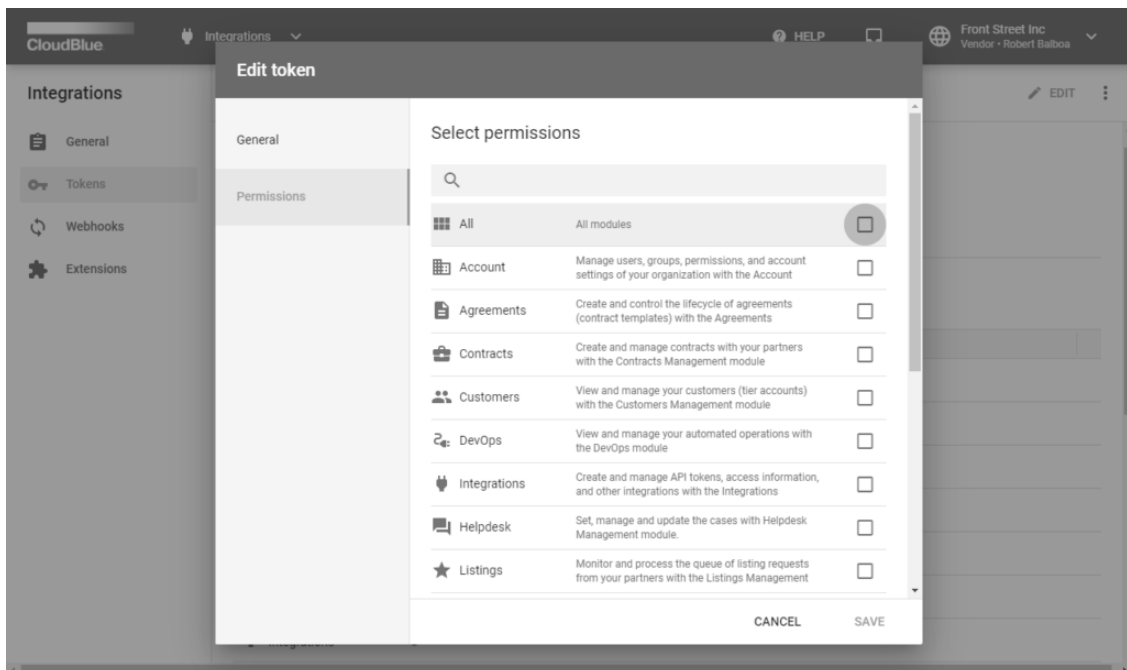 CloudBlue
Integrations
HELP
Front Street Inc
Vendor • Robert Balboa
Integrations
EDIT
General
Tokens
Webhooks
Extensions
Edit token
General
Permissions
Select permissions
All
All modules
Account
Manage users, groups, permissions, and account
settings of your organization with the Account
Agreements
Create and control the lifecycle of agreements
(contract templates) with the Agreements
Contracts
Create and manage contracts with your partners
with the Contracts Management module
Customers
View and manage your customers (tier accounts)
with the Customers Management module
DevOps
View and manage your automated operations with
the DevOps module
Integrations
Create and manage API tokens, access information,
and other integrations with the Integrations
Helpdesk
Set, manage and update the cases with Helpdesk
Management module.
Listings
Monitor and process the queue of listing requests
from your partners with the Listings Management
CANCEL
SAVE